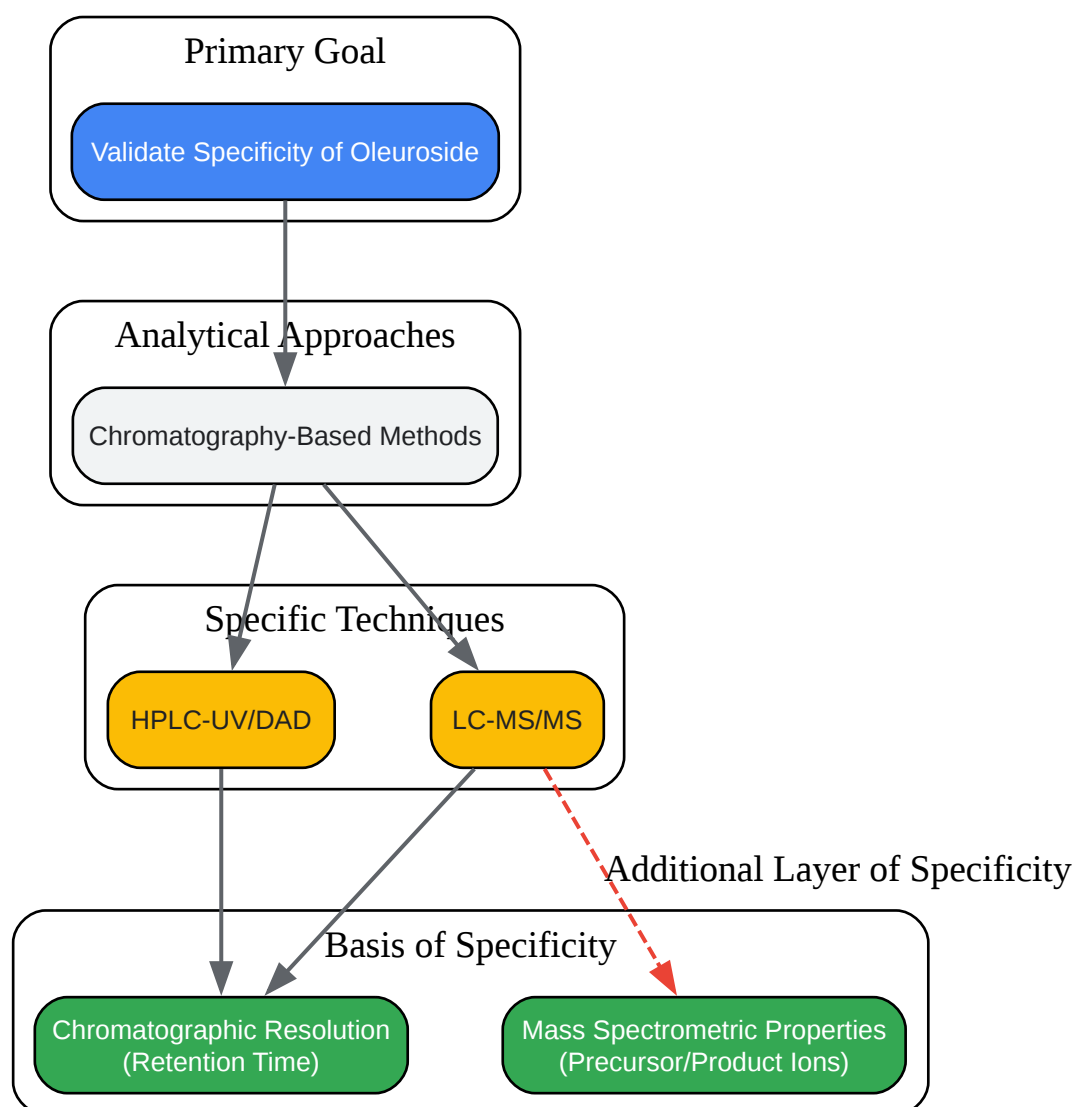 Primary Goal
Validate Specificity of Oleuroside
Analytical Approaches
Chromatography-Based Methods
Specific Techniques
HPLC-UV/DAD
LC-MS/MS
Additional Layer of Specificity
Basis of Specificity
Chromatographic Resolution
(Retention Time)
Mass Spectrometric Properties
(Precursor/Product Ions)